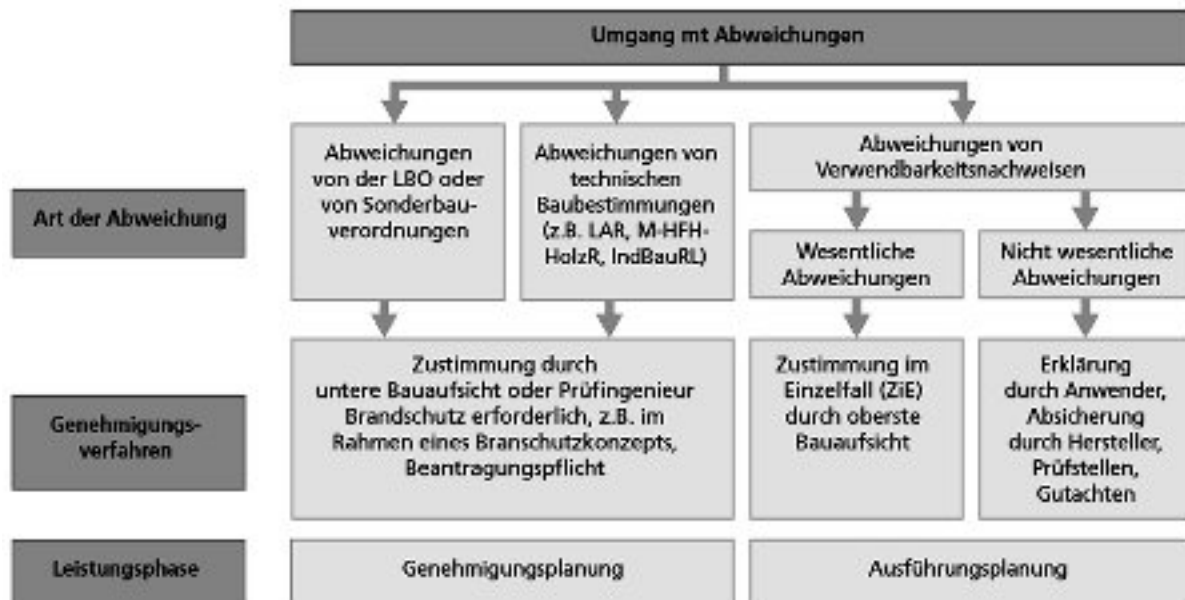 Umgang mt Abweichungen
Art der Abweichung
Abweichungen
von der LBO oder
von Sonderbau-
verordnungen
Abweichungen von
technischen
Baubestimmungen
(z.B. LAR, M-HFH-
HolzR, IndBauRL)
Abweichungen von
Verwendbarkeitsnachweisen
Wesentliche
Abweichungen
Nicht wesentliche
Abweichungen
Genehmigungs-
verfahren
Zustimmung durch
untere Bauaufsicht oder Prüfingenieur
Brandschutz erforderlich, z.B. im
Rahmen eines Branschutzkonzepts,
Beantragungspflicht
Zustimmung im
Einzelfall (ZiE)
durch oberste
Bauaufsicht
Erklärung
durch Anwender,
Absicherung
durch Hersteller,
Prüfstellen,
Gutachten
Leistungsphase
Genehmigungsplanung
Ausführungsplanung